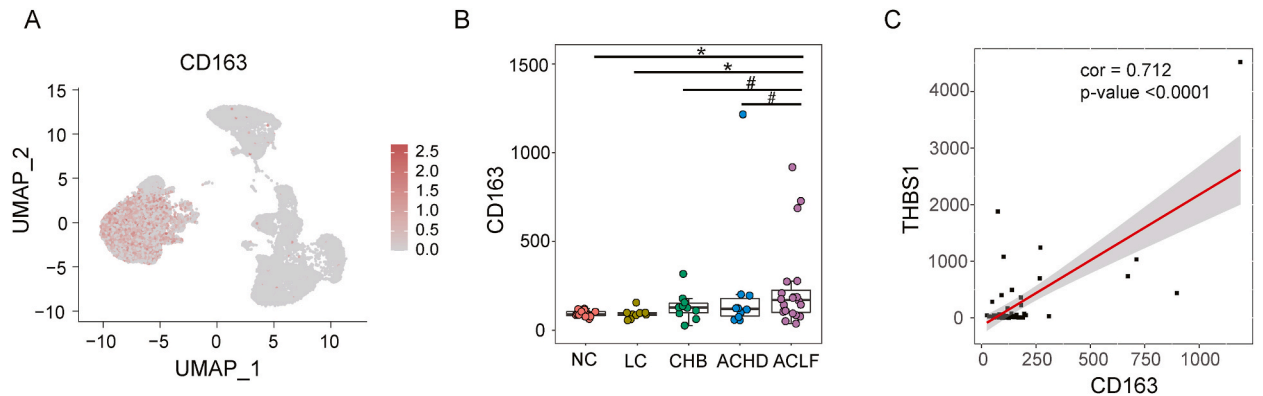 A
CD163
UMAP_2
15
10
5
0
−5
−10
−10
−5
0
5
10
UMAP_1
2.5
2.0
1.5
1.0
0.5
0.0
B
CD163
1500
1000
500
0
*
*
#
#
NC
LC
CHB
ACHD
ACLF
C
cor = 0.712
p-value <0.0001
THBS1
4000
3000
2000
1000
0
0
250
500
750
1000
CD163